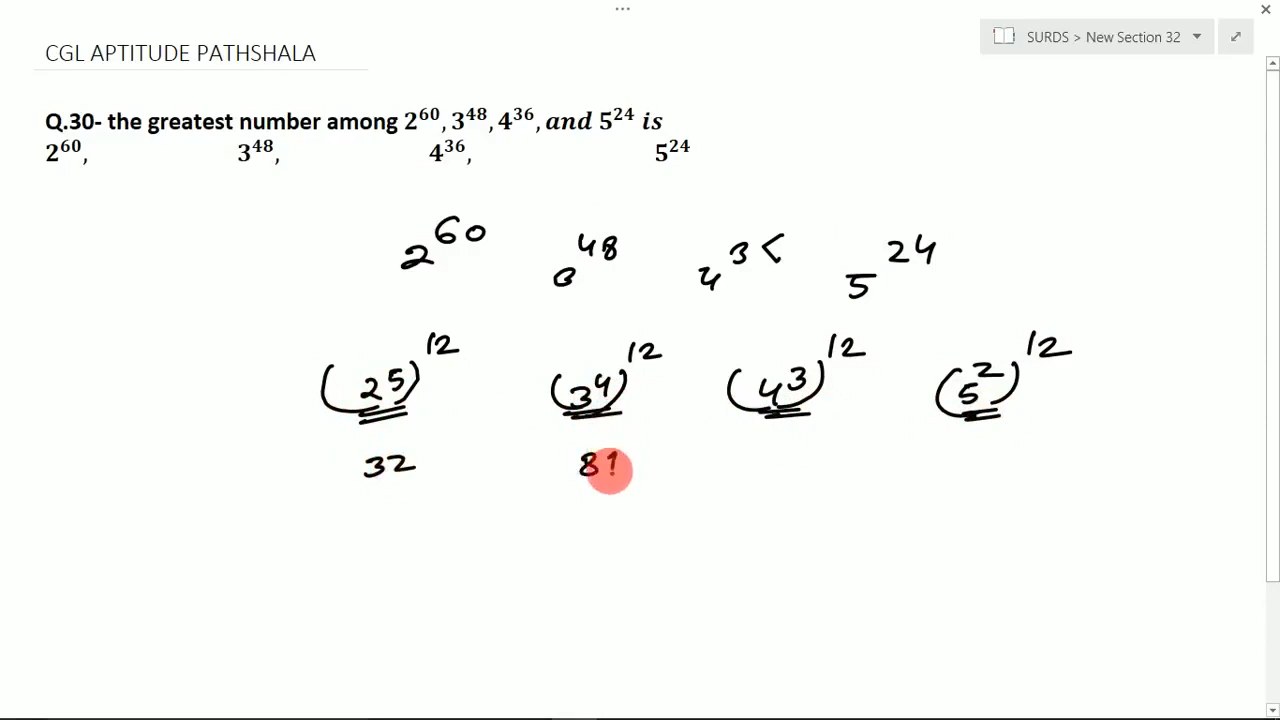 ...
CGL APTITUDE PATHSHALA
SURDS > New Section 32
Q.30- the greatest number among 2^60, 3^48, 4^36, and 5^24 is
2^60, 3^48, 4^36, 5^24
2^60 3^48 4^36 5^24
(2^5)^12 (3^4)^12 (4^3)^12 (5^2)^12
32 81